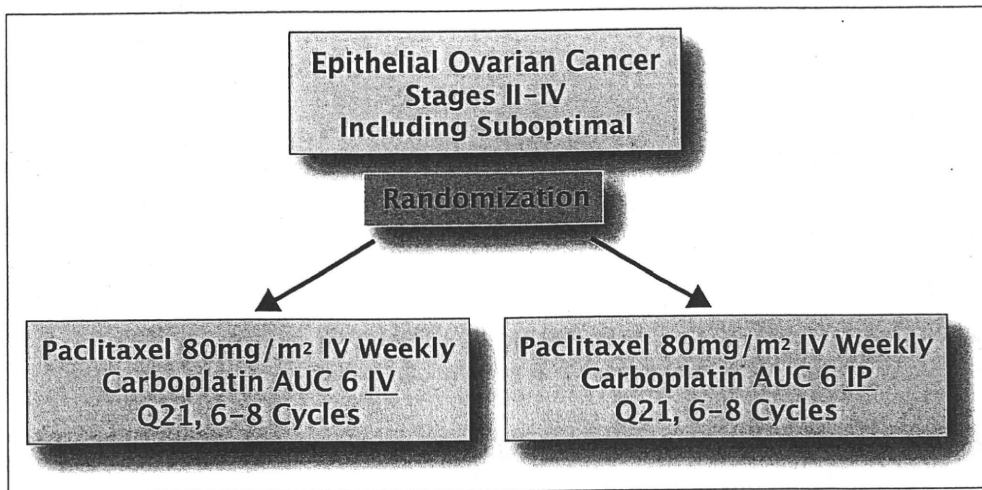 Epithelial Ovarian Cancer
Stages II-IV
Including Suboptimal
Randomization
Paclitaxel 80mg/m² IV Weekly
Carboplatin AUC 6 IV
Q21, 6-8 Cycles
Paclitaxel 80mg/m² IV Weekly
Carboplatin AUC 6 IP
Q21, 6-8 Cycles